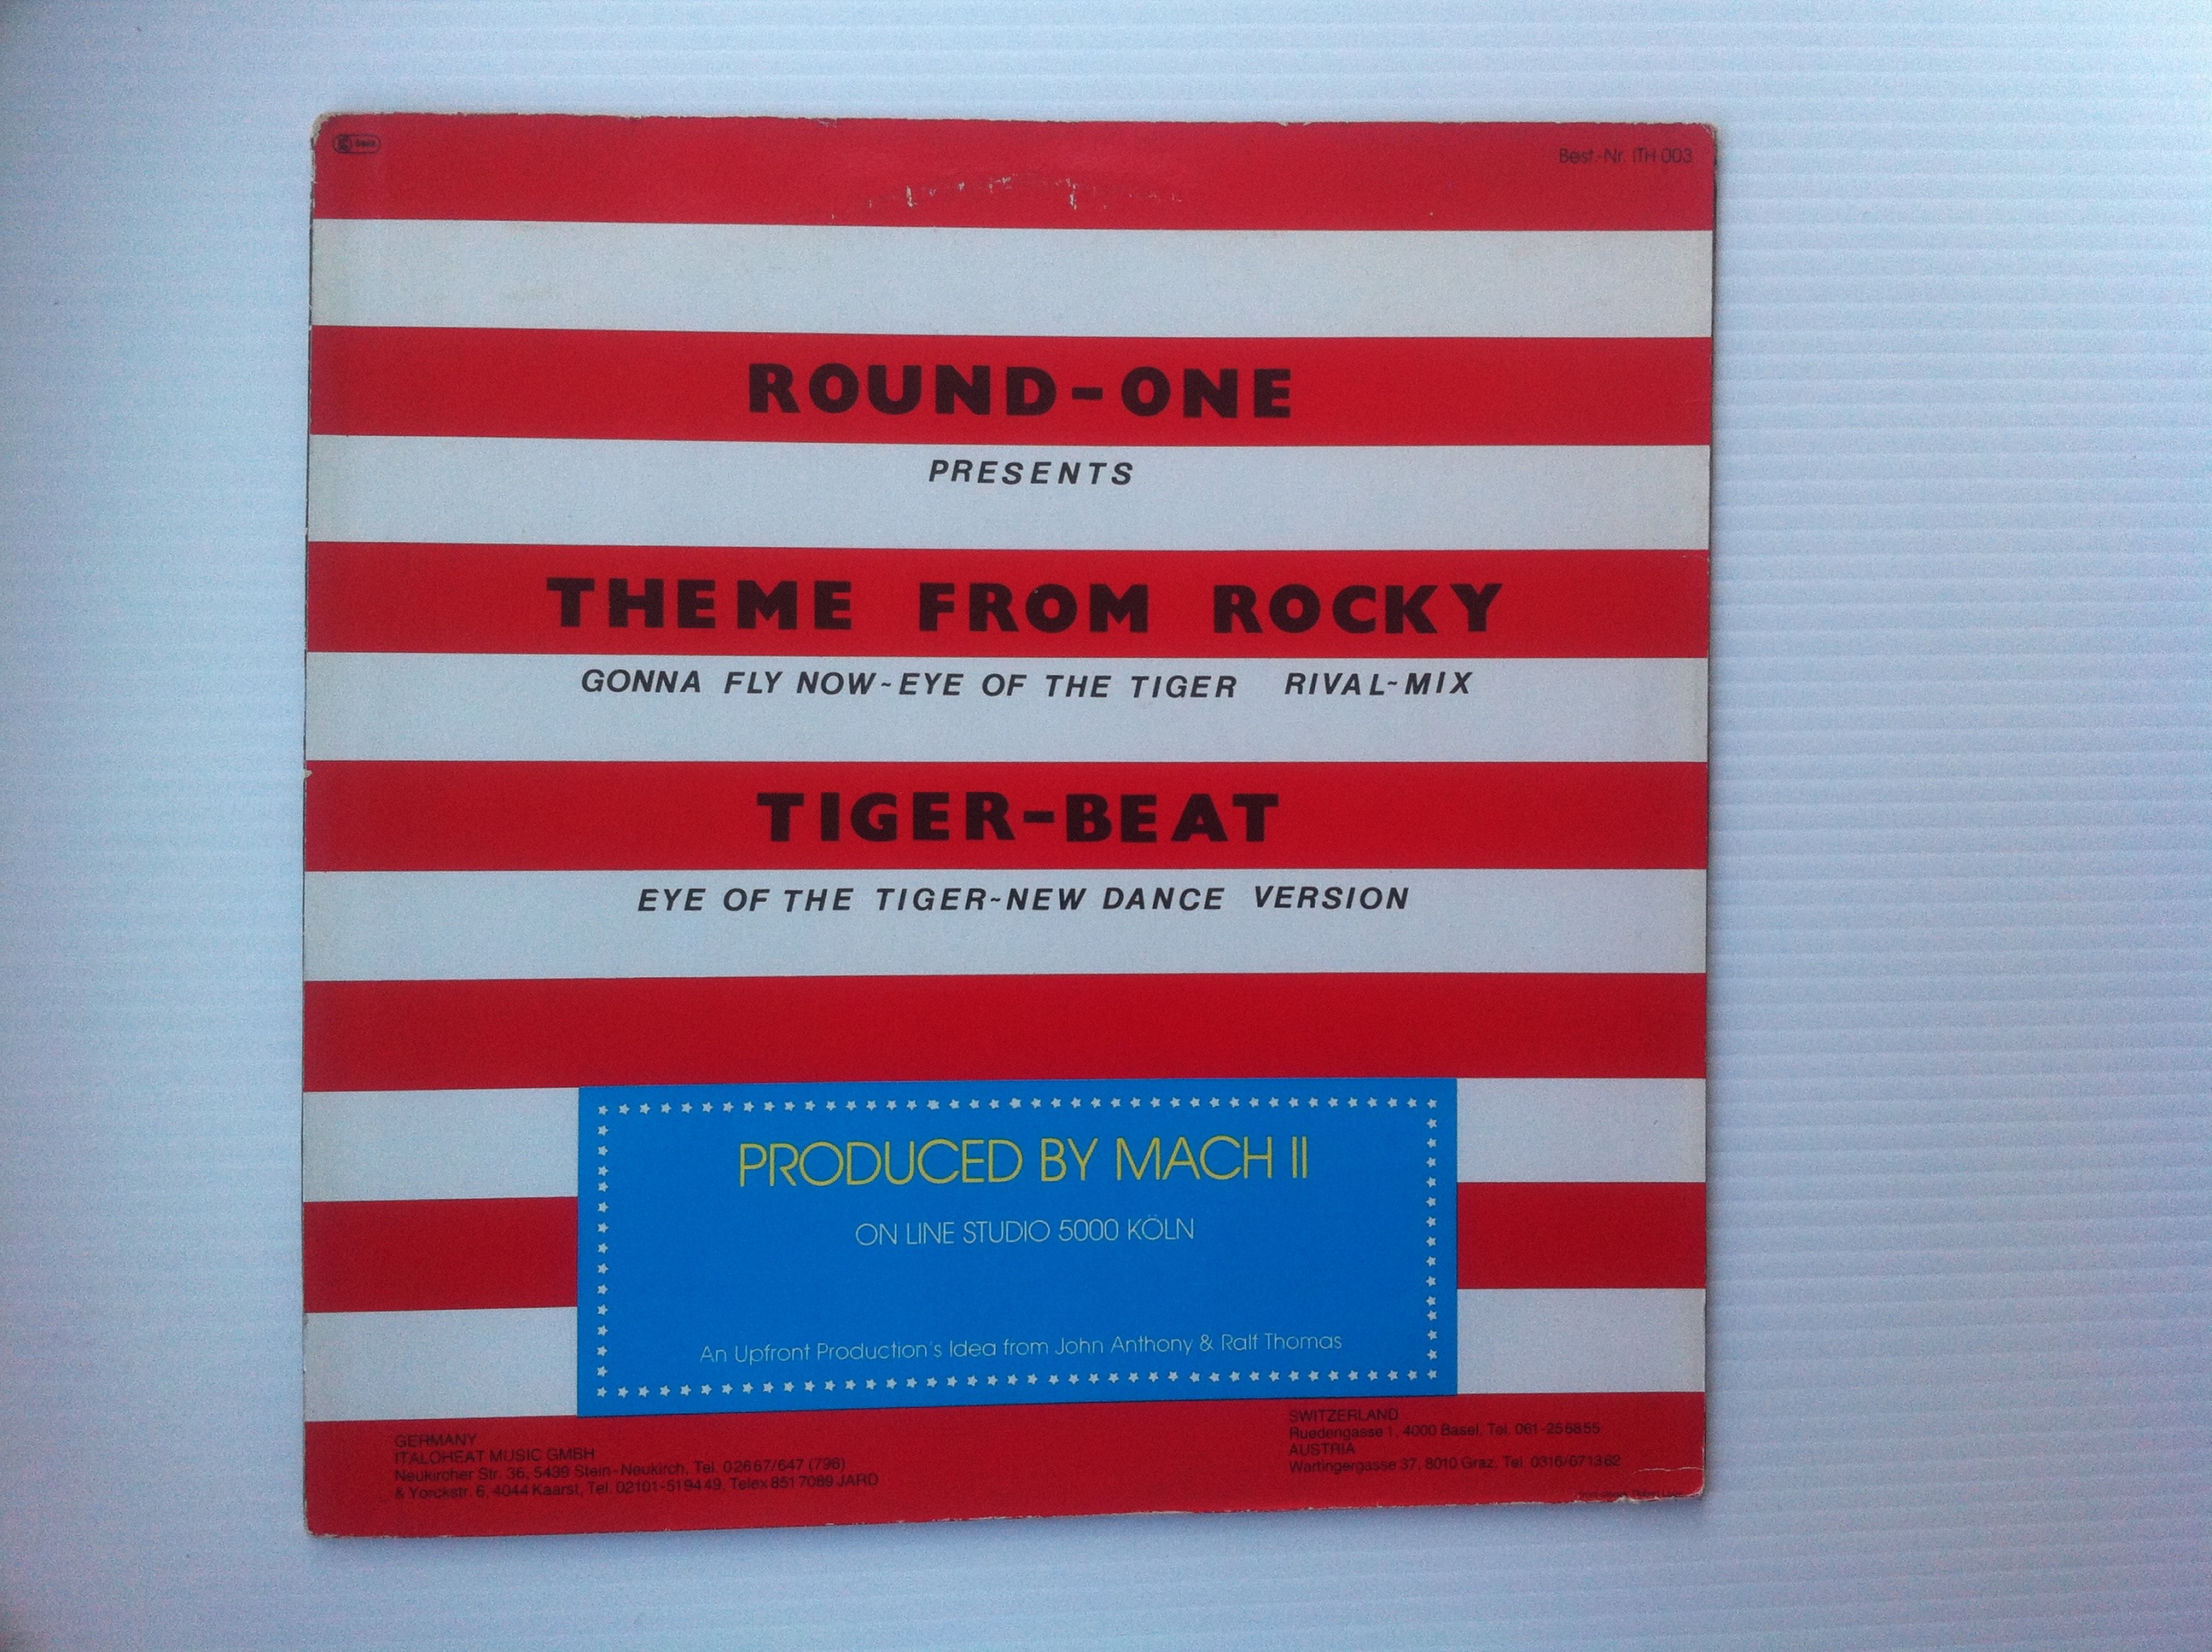 Best.-Nr. ITH 003
ROUND-ONE
PRESENTS
THEME FROM ROCKY
GONNA FLY NOW~EYE OF THE TIGER RIVAL~MIX
TIGER-BEAT
EYE OF THE TIGER~NEW DANCE VERSION
PRODUCED BY MACH II
ON LINE STUDIO 5000 KÖLN
An Upfront Production's Idea from John Anthony & Ralf Thomas
GERMANY
ITALOHEAT MUSIC GMBH
Neukircher Str. 36, 5439 Stein-Neukirch, Tel. 02667/647 (796)
& Yorckstr. 6, 4044 Kaarst, Tel. 02101-519449, Telex 8517089 JARD
SWITZERLAND
Ruedengasse 1, 4000 Basel, Tel. 061-256855
AUSTRIA
Wartingergasse 37, 8010 Graz, Tel. 0316/671362